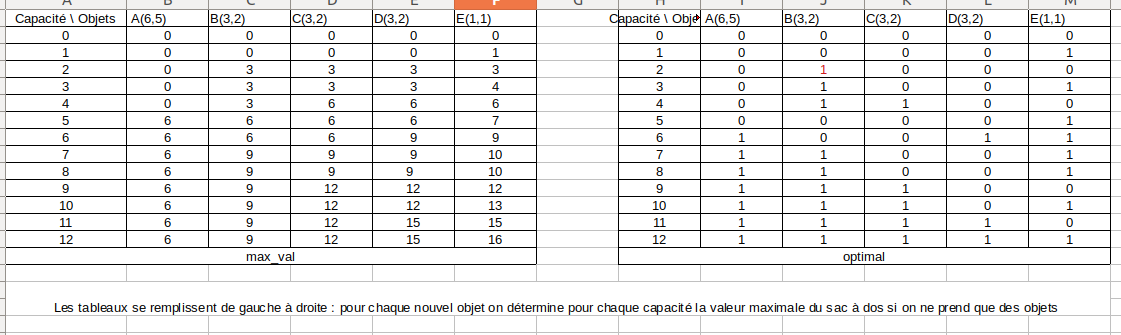 A B C D E F G H I J K L M
Capacité \ Objets A(6,5) B(3,2) C(3,2) D(3,2) E(1,1) Capacité \ Obje A(6,5) B(3,2) C(3,2) D(3,2) E(1,1)
0 0 0 0 0 0 0 0 0 0 0 0
1 0 0 0 0 1 1 0 0 0 0 1
2 0 3 3 3 3 2 0 1 0 0 0
3 0 3 3 3 4 3 0 1 0 0 1
4 0 3 6 6 6 4 0 1 1 0 0
5 6 6 6 6 7 5 0 0 0 0 1
6 6 6 6 9 9 6 1 0 0 1 1
7 6 9 9 9 10 7 1 1 0 0 1
8 6 9 9 9 10 8 1 1 0 0 1
9 6 9 12 12 12 9 1 1 1 0 0
10 6 9 12 12 13 10 1 1 1 0 1
11 6 9 12 15 15 11 1 1 1 1 0
12 6 9 12 15 16 12 1 1 1 1 1
max_val optimal
Les tableaux se remplissent de gauche à droite : pour chaque nouvel objet on détermine pour chaque capacité la valeur maximale du sac à dos si on ne prend que des objets